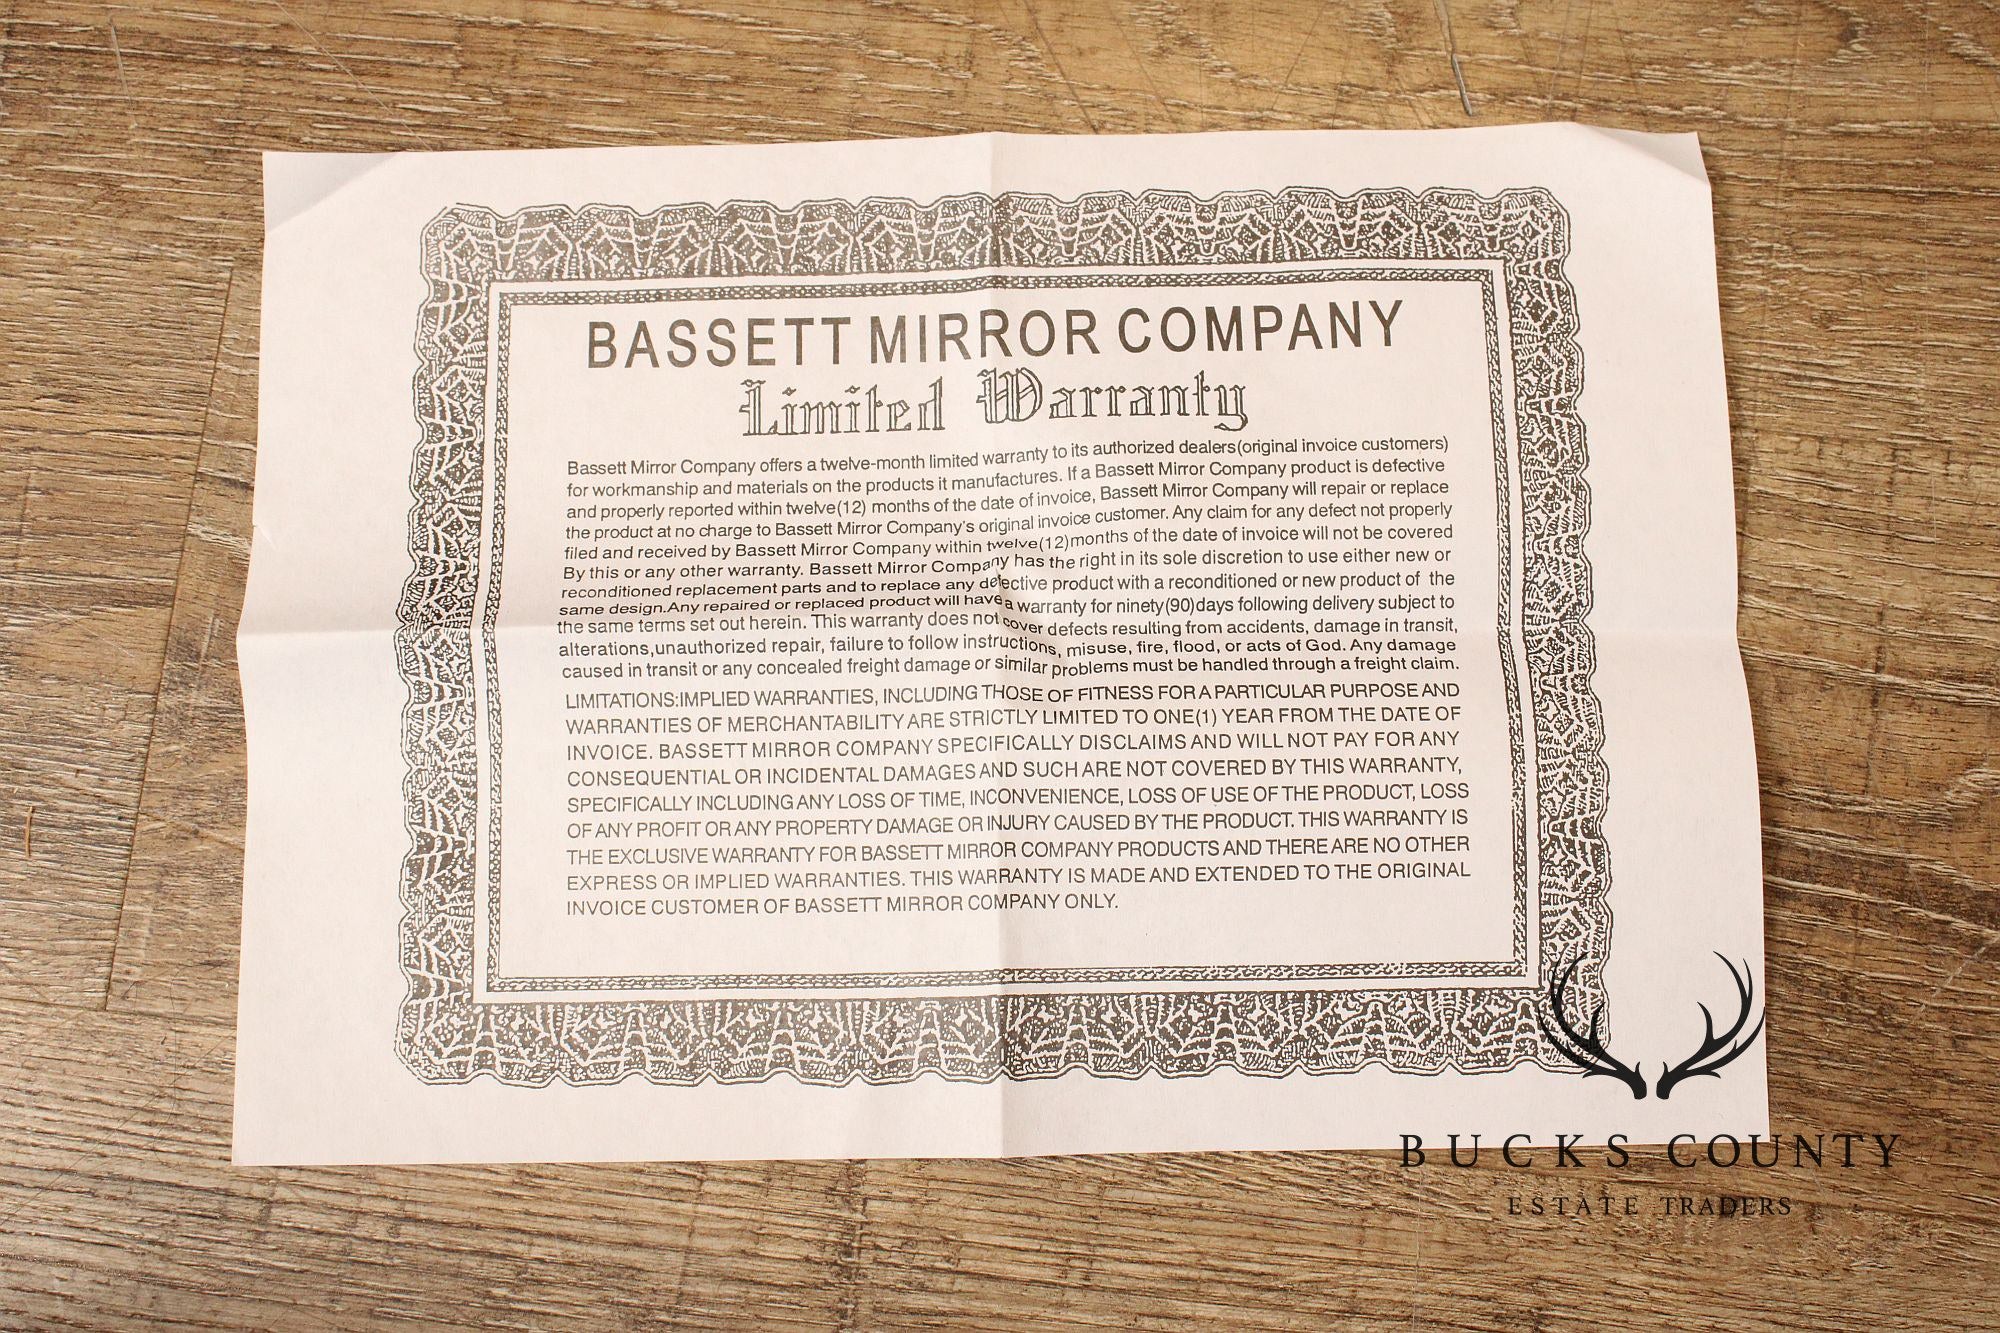 BASSETT MIRROR COMPANY
Limited Warranty
Bassett Mirror Company offers a twelve-month limited warranty to its authorized dealers(original invoice customers)
for workmanship and materials on the products it manufactures. If a Bassett Mirror Company product is defective
and properly reported within twelve(12) months of the date of invoice, Bassett Mirror Company will repair or replace
the product at no charge to Bassett Mirror Company's original invoice customer. Any claim for any defect not properly
filed and received by Bassett Mirror Company within twelve(12)months of the date of invoice will not be covered
By this or any other warranty. Bassett Mirror Company has the right in its sole discretion to use either new or
reconditioned replacement parts and to replace any defective product with a reconditioned or new product of the
same design.Any repaired or replaced product will have a warranty for ninety(90)days following delivery subject to
the same terms set out herein. This warranty does not cover defects resulting from accidents, damage in transit,
alterations,unauthorized repair, failure to follow instructions, misuse, fire, flood, or acts of God. Any damage
caused in transit or any concealed freight damage or similar problems must be handled through a freight claim.
LIMITATIONS:IMPLIED WARRANTIES, INCLUDING THOSE OF FITNESS FOR A PARTICULAR PURPOSE AND
WARRANTIES OF MERCHANTABILITY ARE STRICTLY LIMITED TO ONE(1) YEAR FROM THE DATE OF
INVOICE. BASSETT MIRROR COMPANY SPECIFICALLY DISCLAIMS AND WILL NOT PAY FOR ANY
CONSEQUENTIAL OR INCIDENTAL DAMAGES AND SUCH ARE NOT COVERED BY THIS WARRANTY,
SPECIFICALLY INCLUDING ANY LOSS OF TIME, INCONVENIENCE, LOSS OF USE OF THE PRODUCT, LOSS
OF ANY PROFIT OR ANY PROPERTY DAMAGE OR INJURY CAUSED BY THE PRODUCT. THIS WARRANTY IS
THE EXCLUSIVE WARRANTY FOR BASSETT MIRROR COMPANY PRODUCTS AND THERE ARE NO OTHER
EXPRESS OR IMPLIED WARRANTIES. THIS WARRANTY IS MADE AND EXTENDED TO THE ORIGINAL
INVOICE CUSTOMER OF BASSETT MIRROR COMPANY ONLY.
BUCKS COUNTY
ESTATE TRADERS